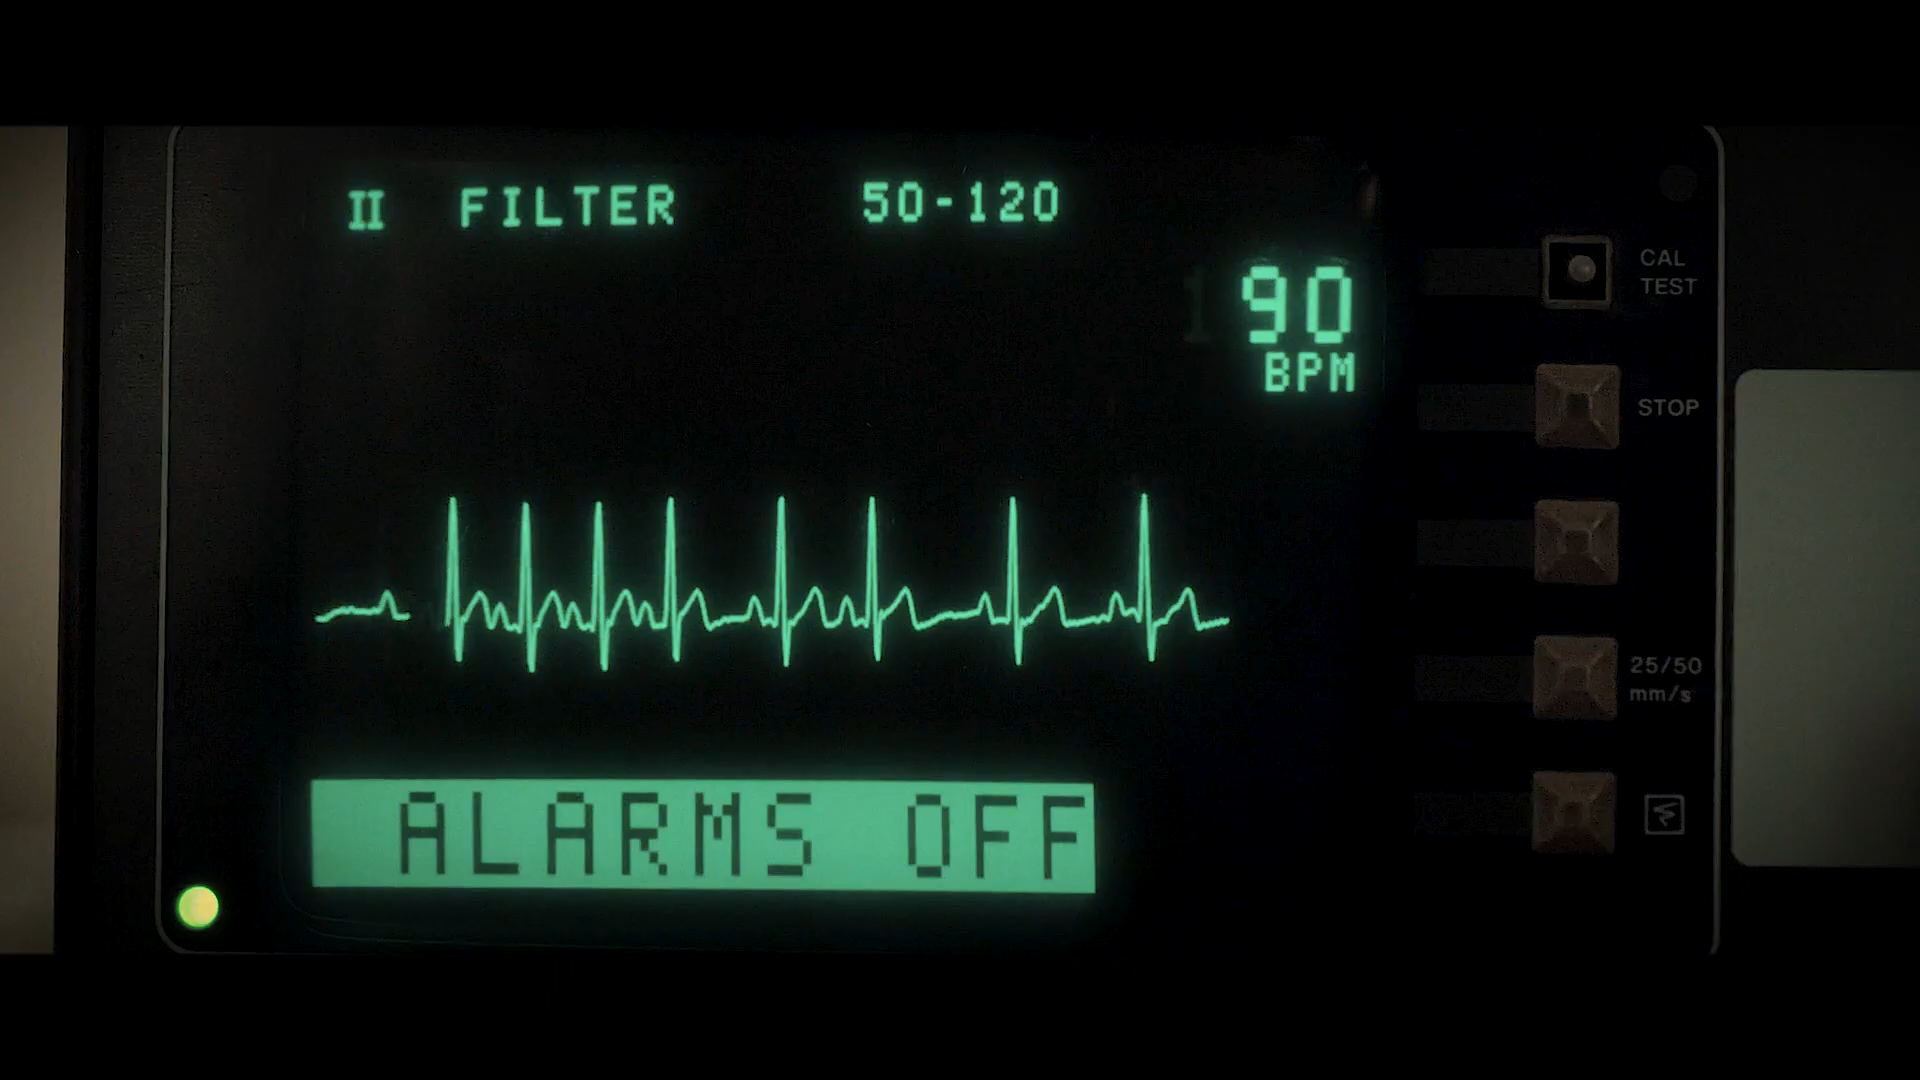 II FILTER 50-120
90
BPM
ALARMS OFF
CAL
TEST
STOP
25/50
mm/s